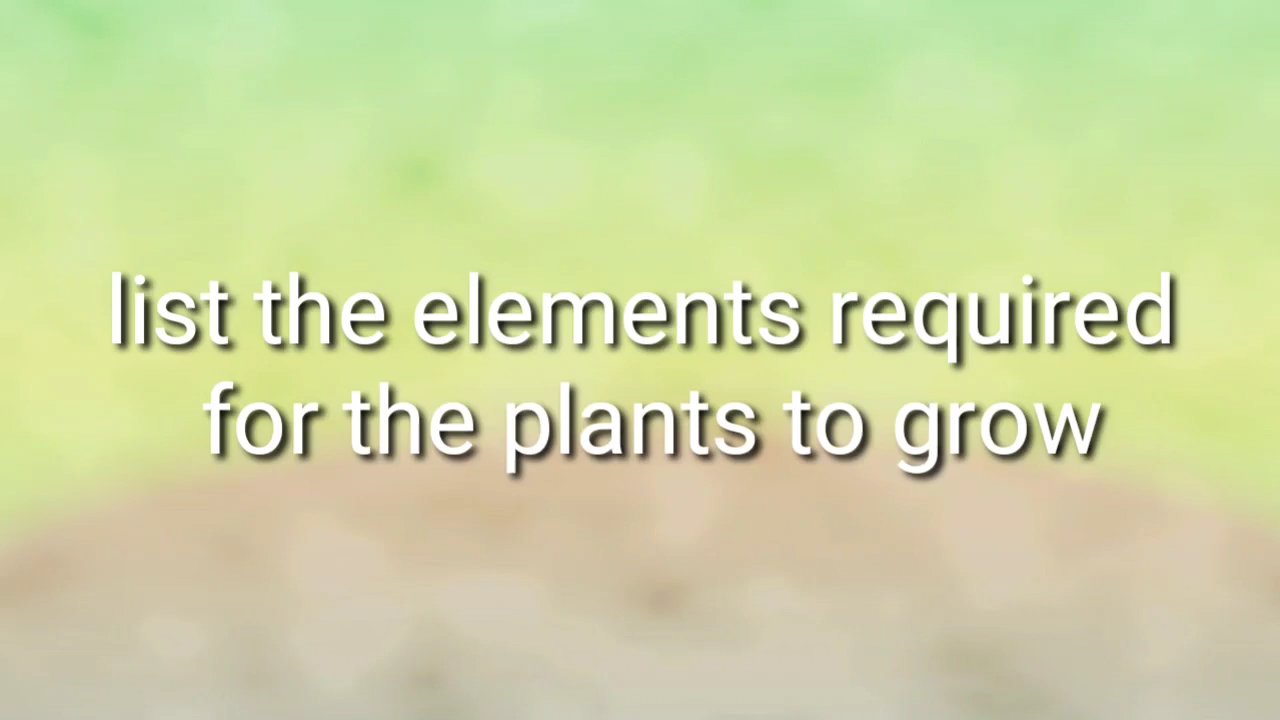 list the elements required
for the plants to grow